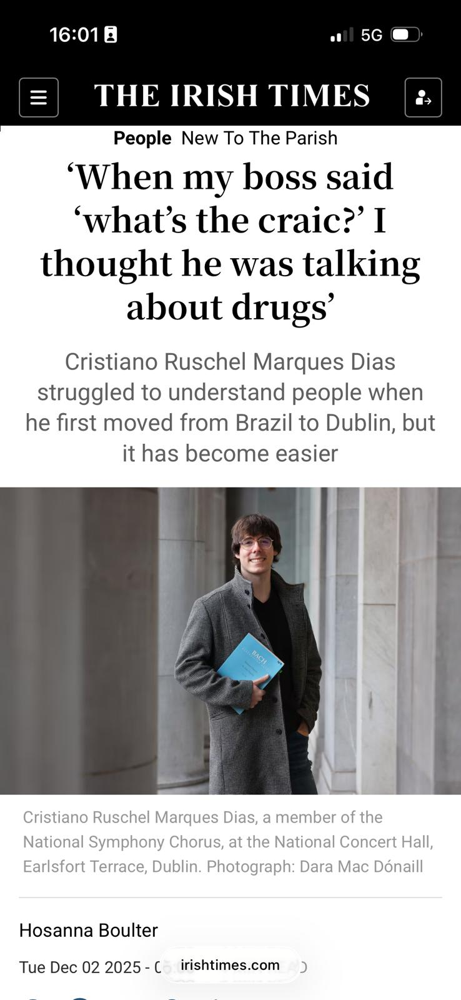 16:01
5G
THE IRISH TIMES
People New To The Parish
‘When my boss said
‘what’s the craic?’ I
thought he was talking
about drugs’
Cristiano Ruschel Marques Dias
struggled to understand people when
he first moved from Brazil to Dublin, but
it has become easier
BACH
Cristiano Ruschel Marques Dias, a member of the
National Symphony Chorus, at the National Concert Hall,
Earlsfort Terrace, Dublin. Photograph: Dara Mac Dónaill
Hosanna Boulter
Tue Dec 02 2025 -
irishtimes.com